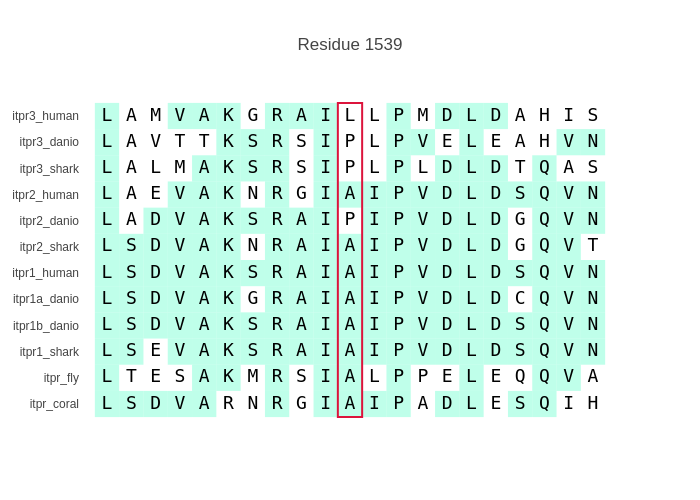 Residue 1539
itpr3_human L A M V A K G R A I L L P M D L D A H I S
itpr3_danio L A V T T K S R S I P L P V E L E A H V N
itpr3_shark L A L M A K S R S I P L P L D L D T Q A S
itpr2_human L A E V A K N R G I A I P V D L D S Q V N
itpr2_danio L A D V A K S R A I P I P V D L D G Q V N
itpr2_shark L S D V A K N R A I A I P V D L D G Q V T
itpr1_human L S D V A K S R A I A I P V D L D S Q V N
itpr1a_danio L S D V A K G R A I A I P V D L D C Q V N
itpr1b_danio L S D V A K S R A I A I P V D L D S Q V N
itpr1_shark L S E V A K S R A I A I P V D L D S Q V N
itpr_fly L T E S A K M R S I A L P P E L E Q Q V A
itpr_coral L S D V A R N R G I A I P A D L E S Q I H